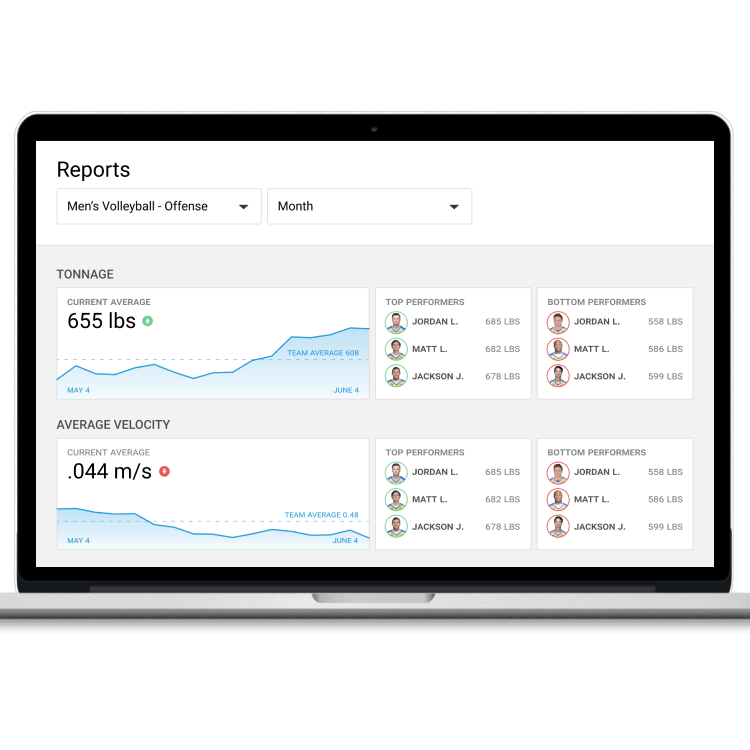 Reports
Men's Volleyball - Offense
Month
TONNAGE
CURRENT AVERAGE
655 lbs
TEAM AVERAGE 608
MAY 4
JUNE 4
TOP PERFORMERS
JORDAN L. 685 LBS
MATT L. 682 LBS
JACKSON J. 678 LBS
BOTTOM PERFORMERS
JORDAN L. 558 LBS
MATT L. 586 LBS
JACKSON J. 599 LBS
AVERAGE VELOCITY
CURRENT AVERAGE
.044 m/s
TEAM AVERAGE 0.48
MAY 4
JUNE 4
TOP PERFORMERS
JORDAN L. 685 LBS
MATT L. 682 LBS
JACKSON J. 678 LBS
BOTTOM PERFORMERS
JORDAN L. 558 LBS
MATT L. 586 LBS
JACKSON J. 599 LBS